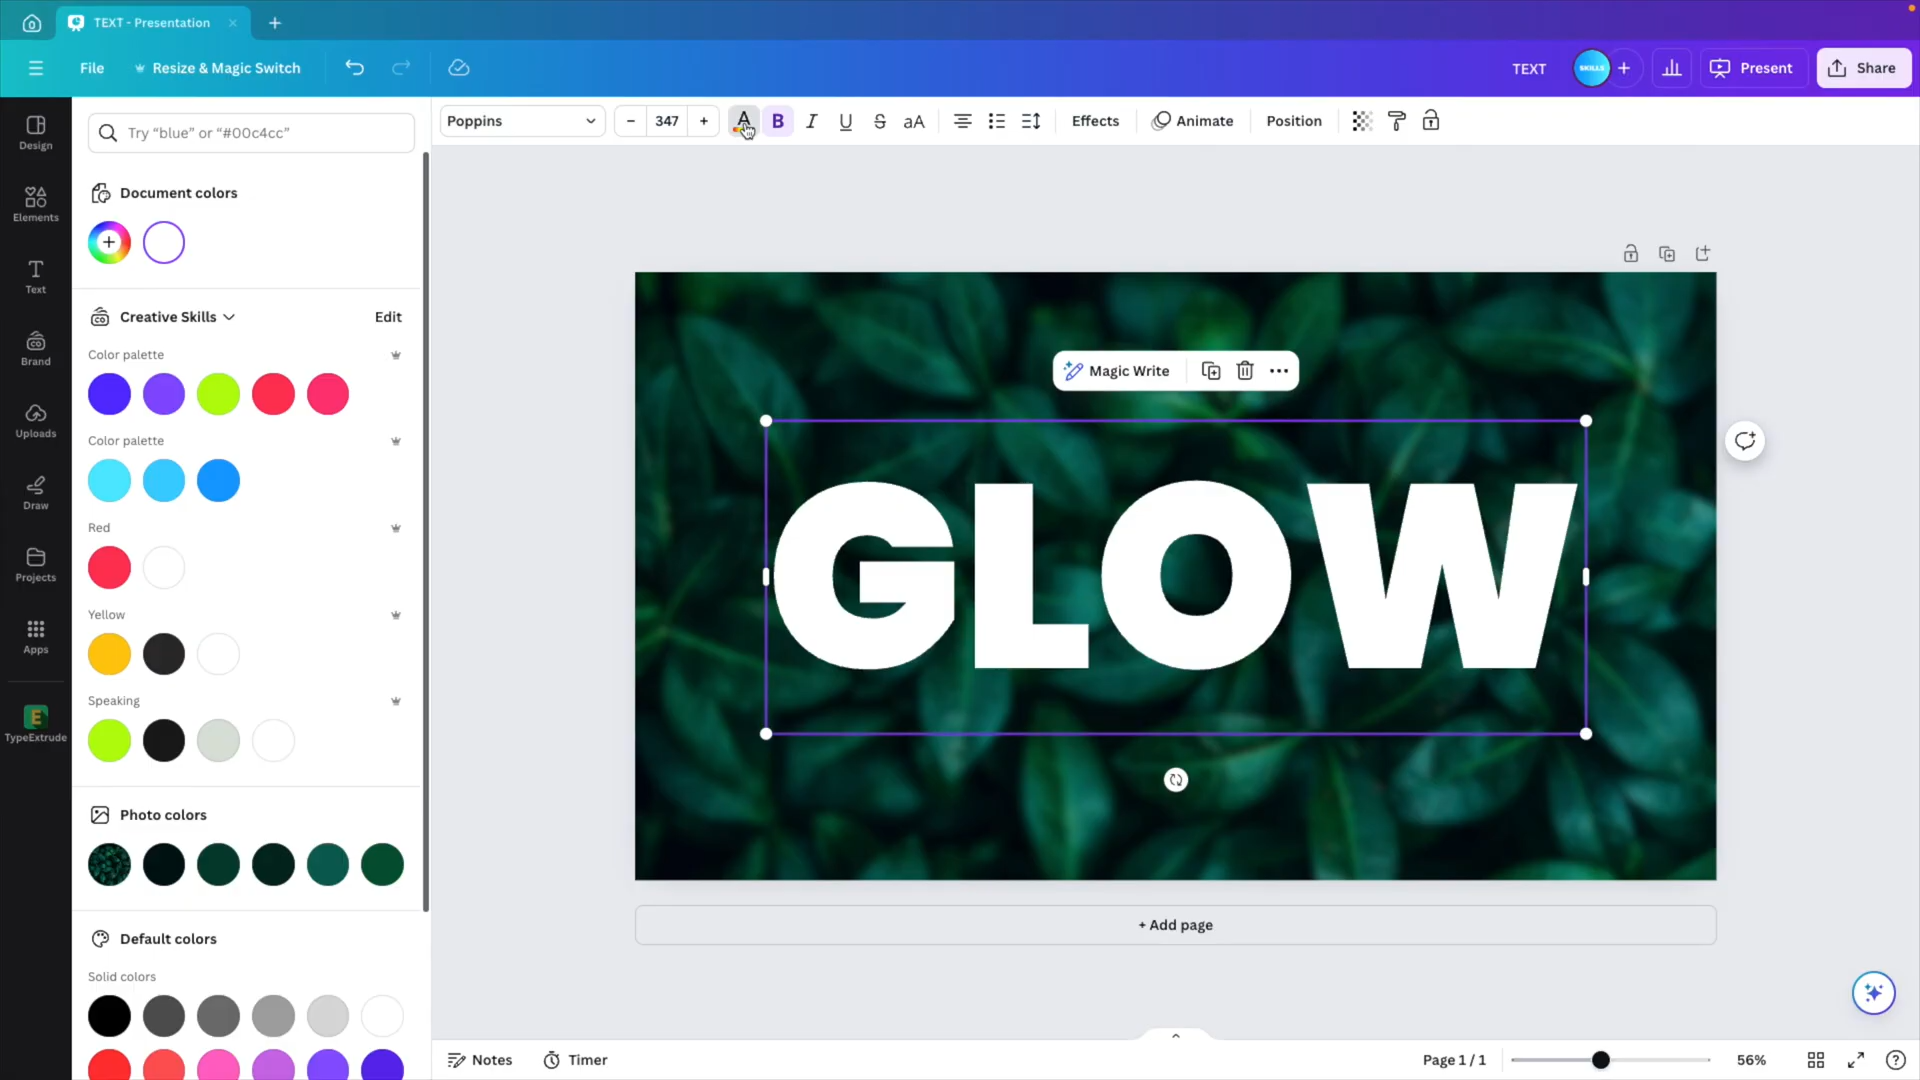 TEXT - Presentation
File
Resize & Magic Switch
TEXT
SKILLS
Present
Share
Try “blue” or “#00c4cc”
Poppins
347
A
B
I
U
S
aA
Effects
Animate
Position
Design
Elements
Text
Brand
Uploads
Draw
Projects
Apps
E
TypeExtrude
Document colors
Creative Skills
Edit
Color palette
Color palette
Red
Yellow
Speaking
Photo colors
Default colors
Solid colors
Magic Write
GLOW
+ Add page
Notes
Timer
Page 1 / 1
56%